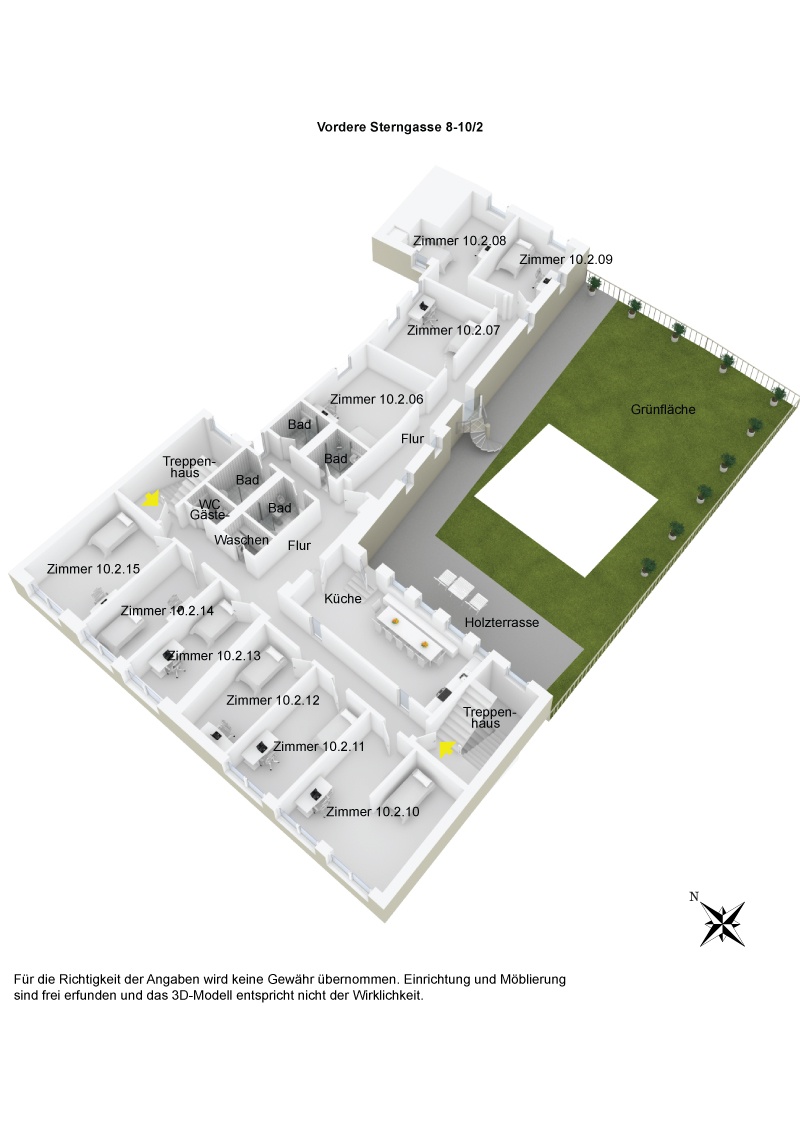 Vordere Sterngasse 8-10/2
Zimmer 10.2.08
Zimmer 10.2.09
Zimmer 10.2.07
Zimmer 10.2.06
Grünfläche
Bad
Flur
Bad
Treppen-
haus
Bad
WC
Gäste-
Bad
Waschen
Flur
Zimmer 10.2.15
Küche
Zimmer 10.2.14
Holzterrasse
Zimmer 10.2.13
Zimmer 10.2.12
Treppen-
haus
Zimmer 10.2.11
Zimmer 10.2.10
N
Für die Richtigkeit der Angaben wird keine Gewähr übernommen. Einrichtung und Möblierung
sind frei erfunden und das 3D-Modell entspricht nicht der Wirklichkeit.